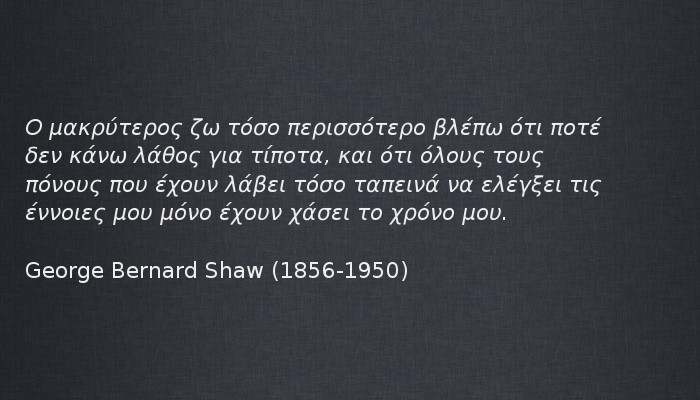 Ο μακρύτερος ζω τόσο περισσότερο βλέπω ότι ποτέ
δεν κάνω λάθος για τίποτα, και ότι όλους τους
πόνους που έχουν λάβει τόσο ταπεινά να ελέγξει τις
έννοιες μου μόνο έχουν χάσει το χρόνο μου.
George Bernard Shaw (1856-1950)